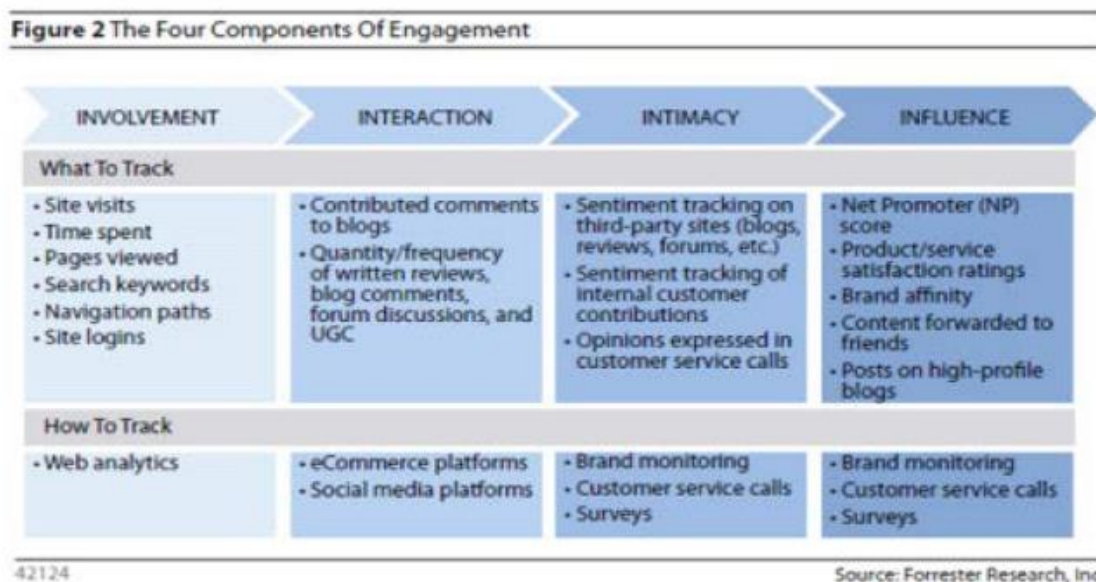 Figure 2 The Four Components Of Engagement
INVOLVEMENT
INTERACTION
INTIMACY
INFLUENCE
What To Track
• Site visits
• Time spent
• Pages viewed
• Search keywords
• Navigation paths
• Site logins
• Contributed comments
to blogs
• Quantity/frequency
of written reviews,
blog comments,
forum discussions, and
UGC
• Sentiment tracking on
third-party sites (blogs,
reviews, forums, etc.)
• Sentiment tracking of
internal customer
contributions
• Opinions expressed in
customer service calls
• Net Promoter (NP)
score
• Product/service
satisfaction ratings
• Brand affinity
• Content forwarded to
friends
• Posts on high-profile
blogs
How To Track
• Web analytics
• eCommerce platforms
• Social media platforms
• Brand monitoring
• Customer service calls
• Surveys
• Brand monitoring
• Customer service calls
• Surveys
42124
Source: Forrester Research, Inc